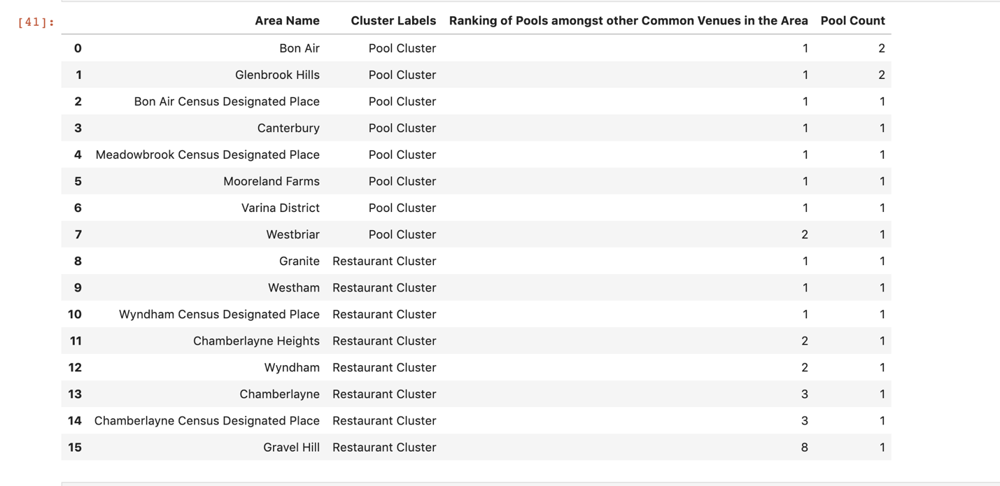 [41]: Area Name Cluster Labels Ranking of Pools amongst other Common Venues in the Area Pool Count
0 Bon Air Pool Cluster 1 2
1 Glenbrook Hills Pool Cluster 1 2
2 Bon Air Census Designated Place Pool Cluster 1 1
3 Canterbury Pool Cluster 1 1
4 Meadowbrook Census Designated Place Pool Cluster 1 1
5 Mooreland Farms Pool Cluster 1 1
6 Varina District Pool Cluster 1 1
7 Westbriar Pool Cluster 2 1
8 Granite Restaurant Cluster 1 1
9 Westham Restaurant Cluster 1 1
10 Wyndham Census Designated Place Restaurant Cluster 1 1
11 Chamberlayne Heights Restaurant Cluster 2 1
12 Wyndham Restaurant Cluster 2 1
13 Chamberlayne Restaurant Cluster 3 1
14 Chamberlayne Census Designated Place Restaurant Cluster 3 1
15 Gravel Hill Restaurant Cluster 8 1